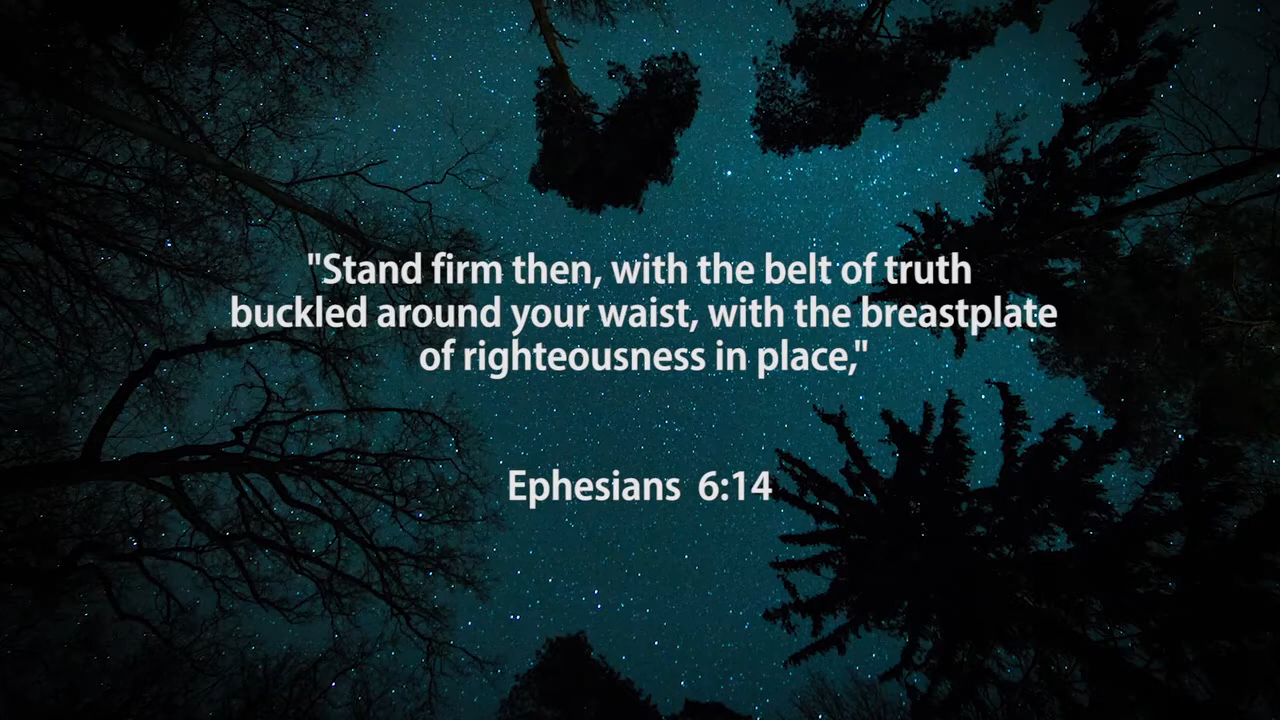 "Stand firm then, with the belt of truth
buckled around your waist, with the breastplate
of righteousness in place,"
Ephesians 6:14